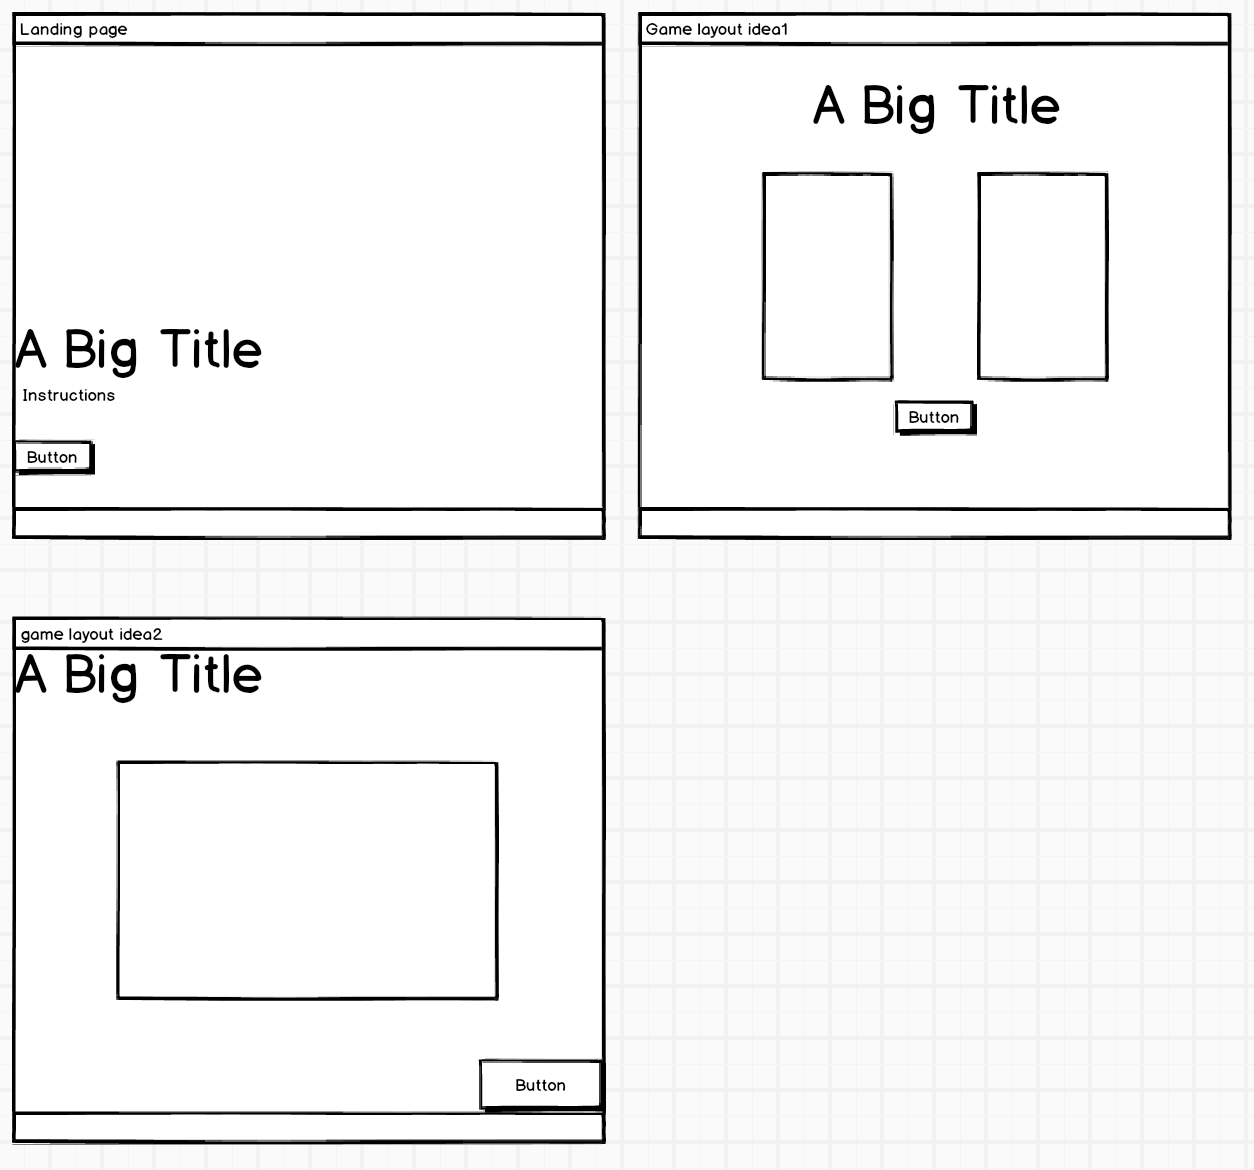 Landing page
A Big Title
Instructions
Button
Game layout idea1
A Big Title
Button
game layout idea2
A Big Title
Button